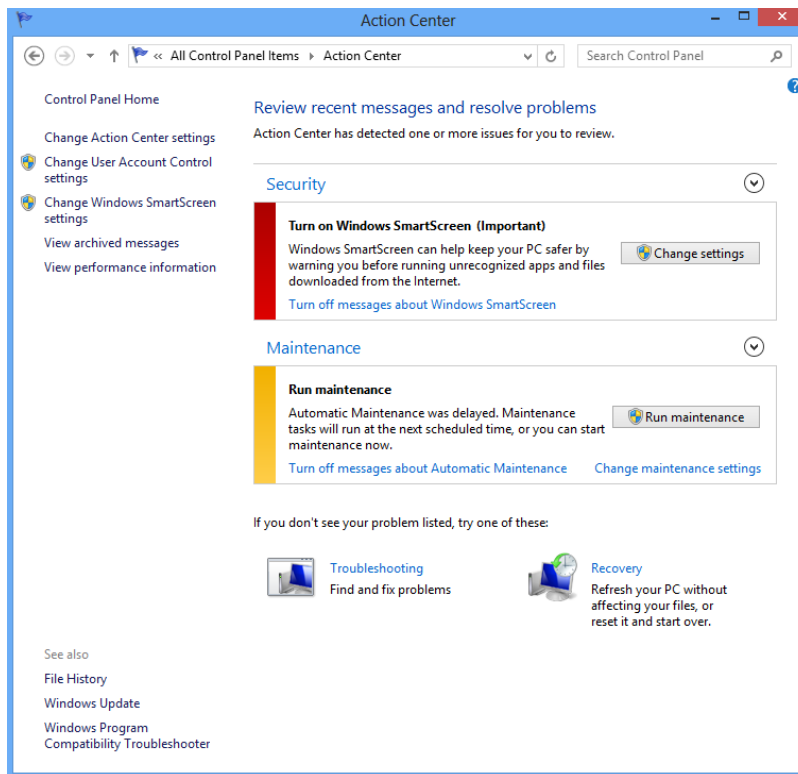 Action Center
« All Control Panel Items Action Center
Search Control Panel
Control Panel Home
Change Action Center settings
Change User Account Control
settings
Change Windows SmartScreen
settings
View archived messages
View performance information
Review recent messages and resolve problems
Action Center has detected one or more issues for you to review.
Security
Turn on Windows SmartScreen (Important)
Windows SmartScreen can help keep your PC safer by
warning you before running unrecognized apps and files
downloaded from the Internet.
Change settings
Turn off messages about Windows SmartScreen
Maintenance
Run maintenance
Automatic Maintenance was delayed. Maintenance
tasks will run at the next scheduled time, or you can start
maintenance now.
Run maintenance
Turn off messages about Automatic Maintenance
Change maintenance settings
If you don't see your problem listed, try one of these:
Troubleshooting
Find and fix problems
Recovery
Refresh your PC without
affecting your files, or
reset it and start over.
See also
File History
Windows Update
Windows Program
Compatibility Troubleshooter